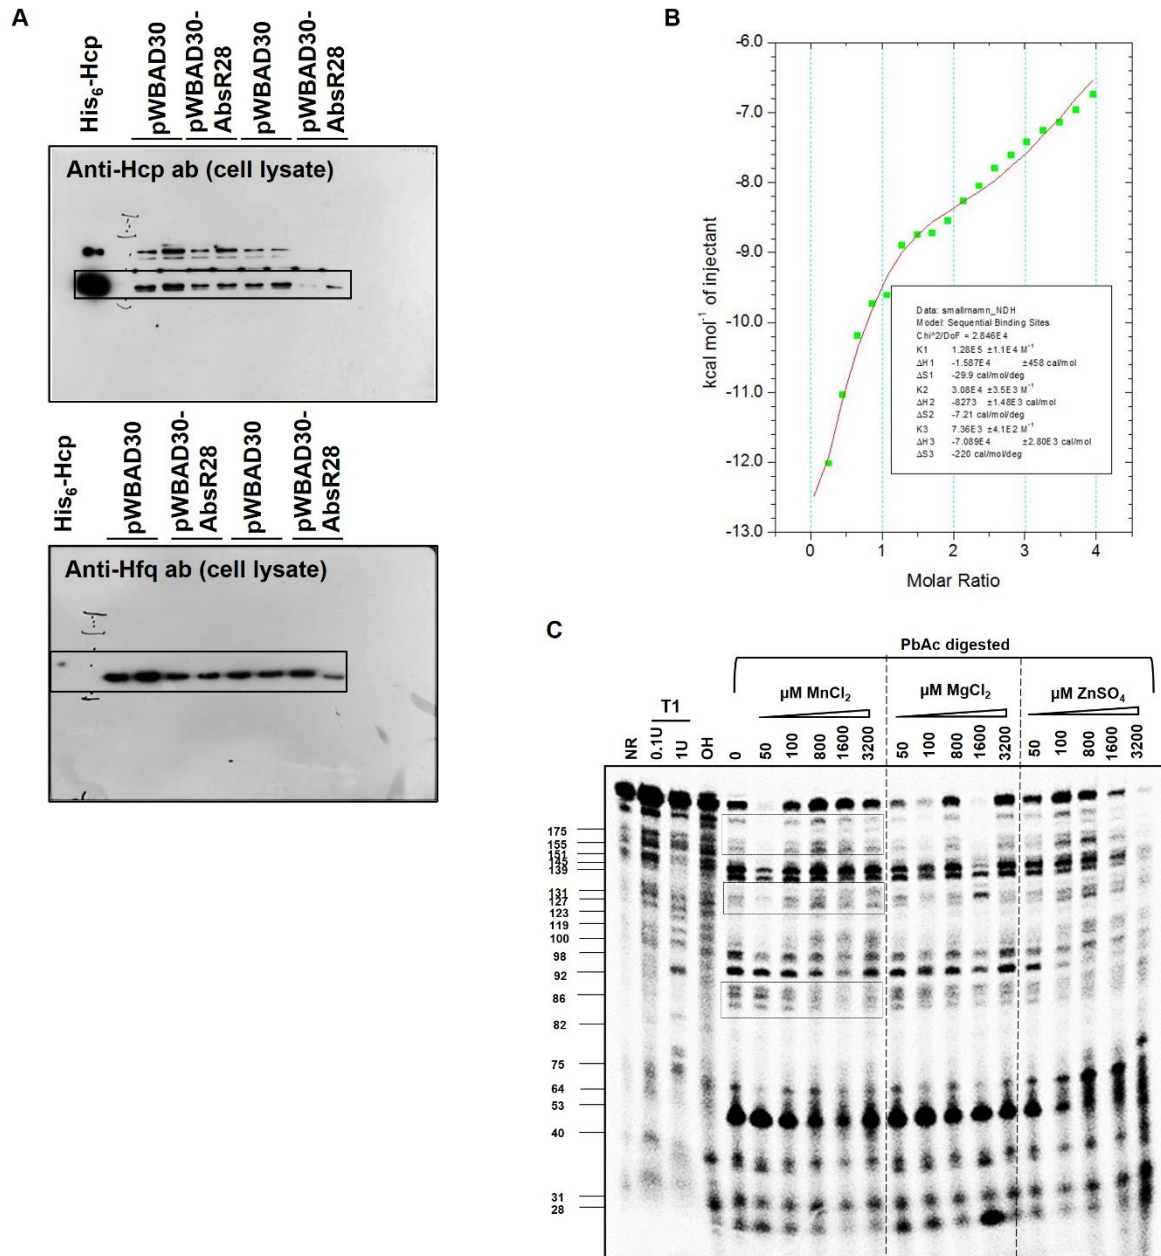 A
His6-Hcp
pWBAD30
pWBAD30-
AbsR28
pWBAD30
pWBAD30-
AbsR28
Anti-Hcp ab (cell lysate)
His6-Hcp
pWBAD30
pWBAD30-
AbsR28
pWBAD30
pWBAD30-
AbsR28
Anti-Hfq ab (cell lysate)
B
-6.0
-7.0
-8.0
-9.0
-10.0
-11.0
-12.0
-13.0
kcal mol⁻¹ of injectant
0 1 2 3 4
Molar Ratio
Data: smallrnamn_NDH
Model: Sequential Binding Sites
Chi^2/DoF = 2.846E4
K1 1.28E5 ±1.1E4 M⁻¹
ΔH1 -1.587E4 ±458 cal/mol
ΔS1 -29.9 cal/mol/deg
K2 3.08E4 ±3.5E3 M⁻¹
ΔH2 -8273 ±1.48E3 cal/mol
ΔS2 -7.21 cal/mol/deg
K3 7.36E3 ±4.1E2 M⁻¹
ΔH3 -7.089E4 ±2.80E3 cal/mol
ΔS3 -220 cal/mol/deg
C
PbAc digested
µM MnCl2 µM MgCl2 µM ZnSO4
T1
NR 0.1U 1U OH 0 50 100 800 1600 3200 50 100 800 1600 3200 50 100 800 1600 3200
175
155
151
145
139
131
127
123
119
100
98
92
86
82
75
64
53
40
31
28